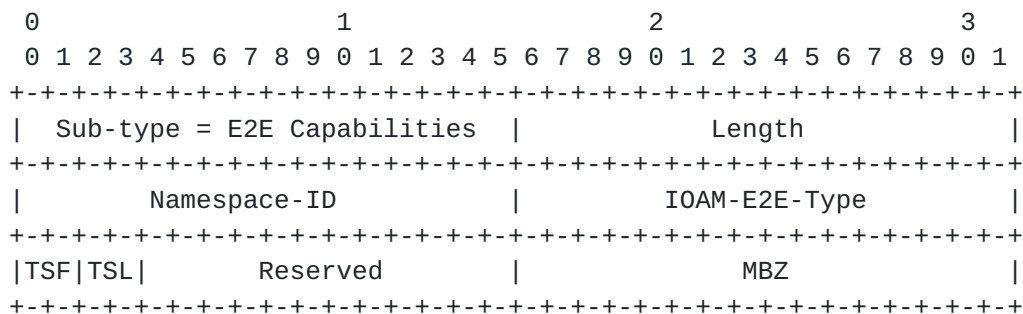 0                   1                   2                   3
 0 1 2 3 4 5 6 7 8 9 0 1 2 3 4 5 6 7 8 9 0 1 2 3 4 5 6 7 8 9 0 1
+-+-+-+-+-+-+-+-+-+-+-+-+-+-+-+-+-+-+-+-+-+-+-+-+-+-+-+-+-+-+-+-+
|  Sub-type = E2E Capabilities  |            Length             |
+-+-+-+-+-+-+-+-+-+-+-+-+-+-+-+-+-+-+-+-+-+-+-+-+-+-+-+-+-+-+-+-+
|        Namespace-ID           |         IOAM-E2E-Type         |
+-+-+-+-+-+-+-+-+-+-+-+-+-+-+-+-+-+-+-+-+-+-+-+-+-+-+-+-+-+-+-+-+
|TSF|TSL|       Reserved        |              MBZ              |
+-+-+-+-+-+-+-+-+-+-+-+-+-+-+-+-+-+-+-+-+-+-+-+-+-+-+-+-+-+-+-+-+